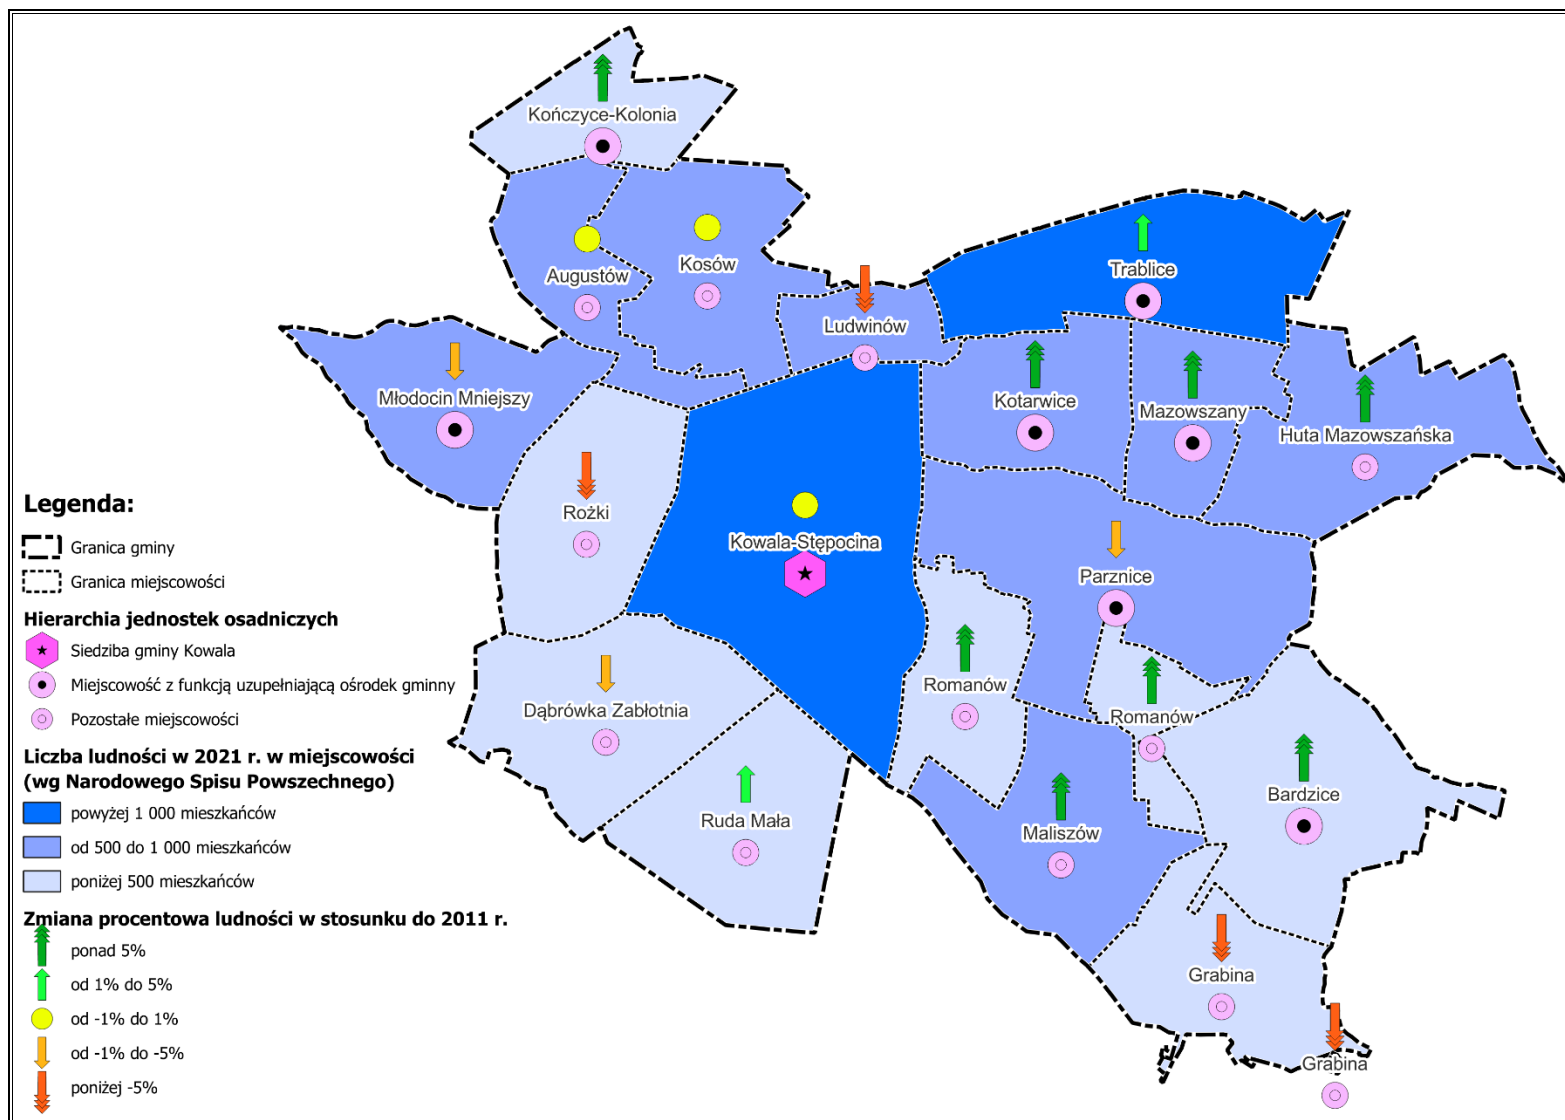 Kończyce-Kolonia
Augustów
Kosów
Trablice
Ludwinów
Młodocin Mniejszy
Kotarwice
Mazowszany
Huta Mazowszańska
Rożki
Kowala-Stępocina
Parznice
Romanów
Romanów
Dąbrówka Zabłotnia
Ruda Mała
Maliszów
Bardzice
Grabina
Grabina
Legenda:
Granica gminy
Granica miejscowości
Hierarchia jednostek osadniczych
Siedziba gminy Kowala
Miejscowość z funkcją uzupełniającą ośrodek gminny
Pozostałe miejscowości
Liczba ludności w 2021 r. w miejscowości
(wg Narodowego Spisu Powszechnego)
powyżej 1 000 mieszkańców
od 500 do 1 000 mieszkańców
poniżej 500 mieszkańców
Zmiana procentowa ludności w stosunku do 2011 r.
ponad 5%
od 1% do 5%
od -1% do 1%
od -1% do -5%
poniżej -5%